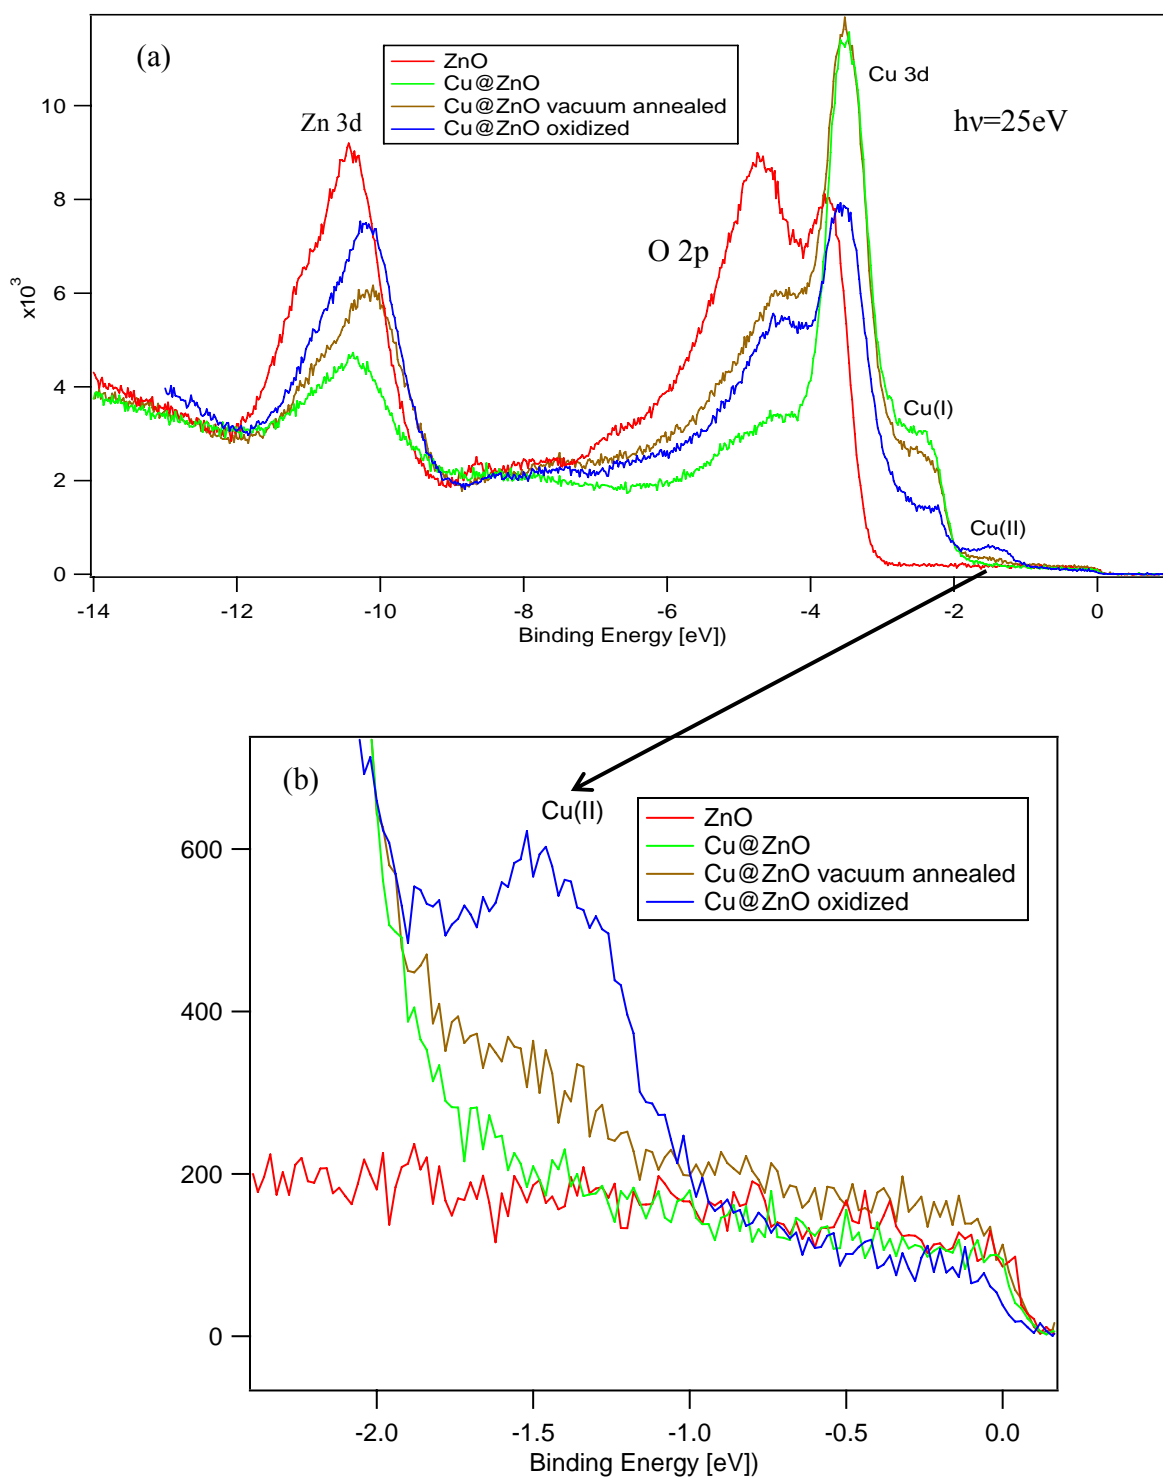 (a)
ZnO
Cu@ZnO
Cu@ZnO vacuum annealed
Cu@ZnO oxidized
Cu 3d
hν=25eV
Zn 3d
O 2p
Cu(I)
Cu(II)
x10³
10
8
6
4
2
0
-14
-12
-10
-8
-6
-4
-2
0
Binding Energy [eV])
(b)
Cu(II)
ZnO
Cu@ZnO
Cu@ZnO vacuum annealed
Cu@ZnO oxidized
600
400
200
0
-2.0
-1.5
-1.0
-0.5
0.0
Binding Energy [eV])